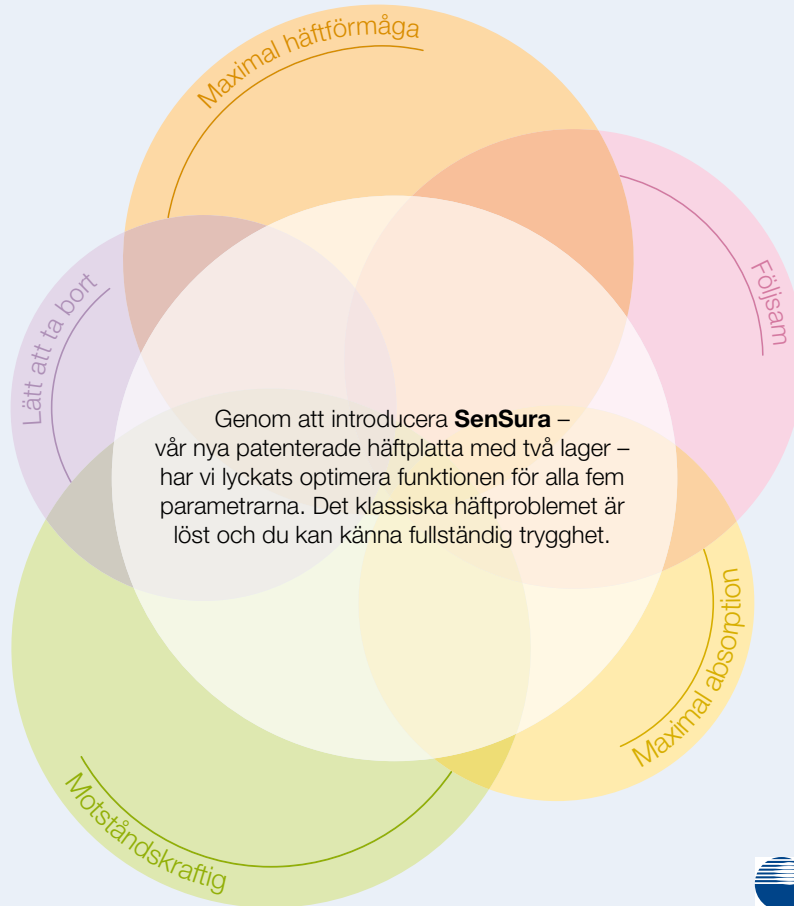 Maximal häftförmåga
Följsam
Lätt att ta bort
Genom att introducera SenSura –
vår nya patenterade häftplatta med två lager –
har vi lyckats optimera funktionen för alla fem
parametrarna. Det klassiska häftproblemet är
löst och du kan känna fullständig trygghet.
Maximal absorption
Motståndskraftig